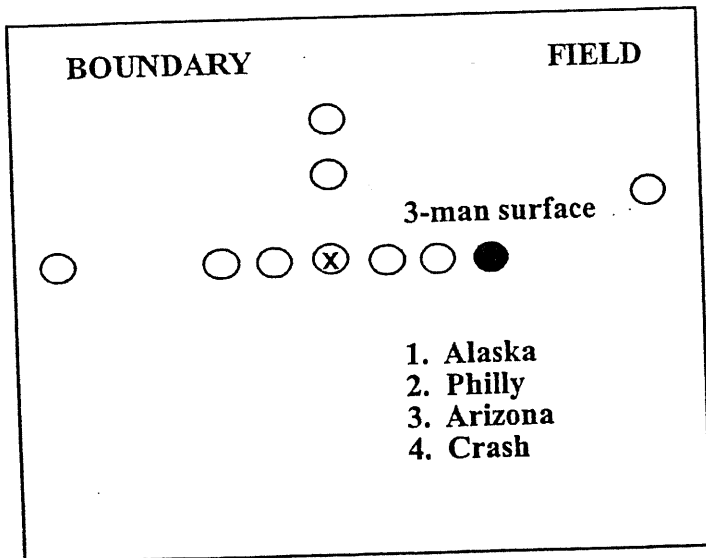 BOUNDARY
FIELD
3-man surface
X
1. Alaska
2. Philly
3. Arizona
4. Crash